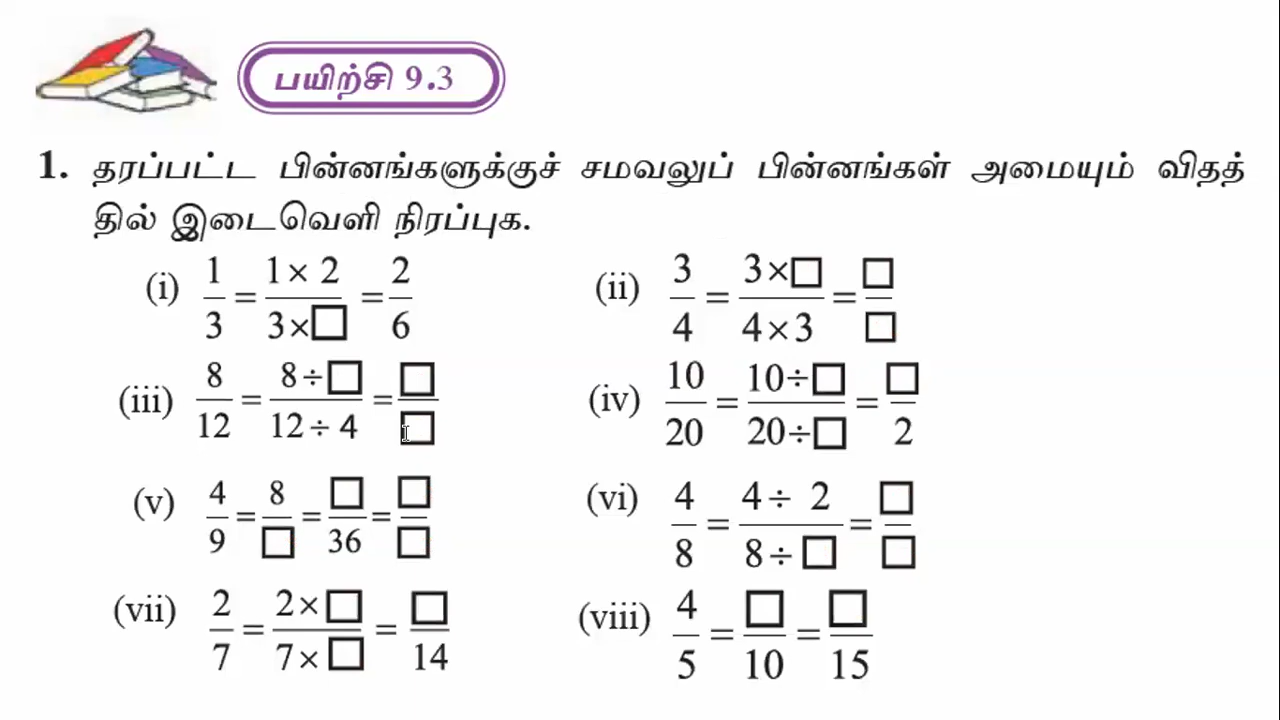 பயிற்சி 9.3
1. தரப்பட்ட பின்னங்களுக்குச் சமவலுப் பின்னங்கள் அமையும் விதத்
தில் இடைவெளி நிரப்புக.
(i) 1/3 = (1 × 2)/(3 × □) = 2/6 (ii) 3/4 = (3 × □)/(4 × 3) = □/□
(iii) 8/12 = (8 ÷ □)/(12 ÷ 4) = □/□ (iv) 10/20 = (10 ÷ □)/(20 ÷ □) = □/2
(v) 4/9 = 8/□ = □/36 = □/□ (vi) 4/8 = (4 ÷ 2)/(8 ÷ □) = □/□
(vii) 2/7 = (2 × □)/(7 × □) = □/14 (viii) 4/5 = □/10 = □/15